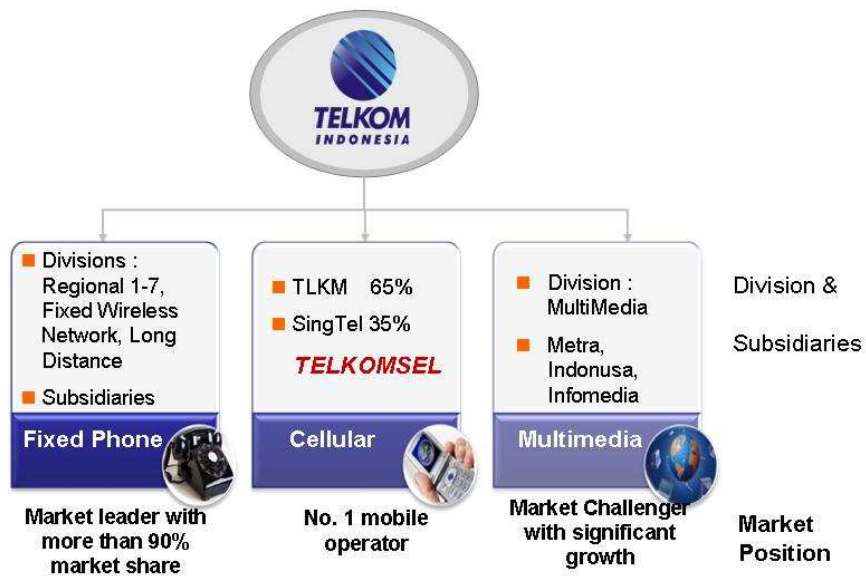 TELKOM
INDONESIA
Divisions :
Regional 1-7,
Fixed Wireless
Network, Long
Distance
Subsidiaries
Fixed Phone
Market leader with
more than 90%
market share
TLKM 65%
SingTel 35%
TELKOMSEL
Cellular
No. 1 mobile
operator
Division :
MultiMedia
Metra,
Indonusa,
Infomedia
Multimedia
Market Challenger
with significant
growth
Division &
Subsidiaries
Market
Position